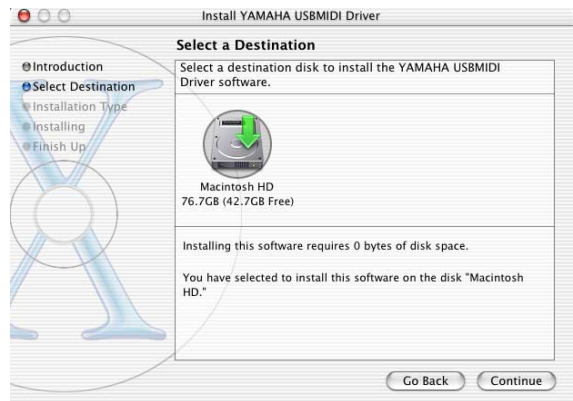 Install YAMAHA USBMIDI Driver
Select a Destination
Introduction
Select Destination
Installation Type
Installing
Finish Up
Select a destination disk to install the YAMAHA USBMIDI
Driver software.
Macintosh HD
76.7GB (42.7GB Free)
Installing this software requires 0 bytes of disk space.
You have selected to install this software on the disk "Macintosh
HD."
Go Back
Continue